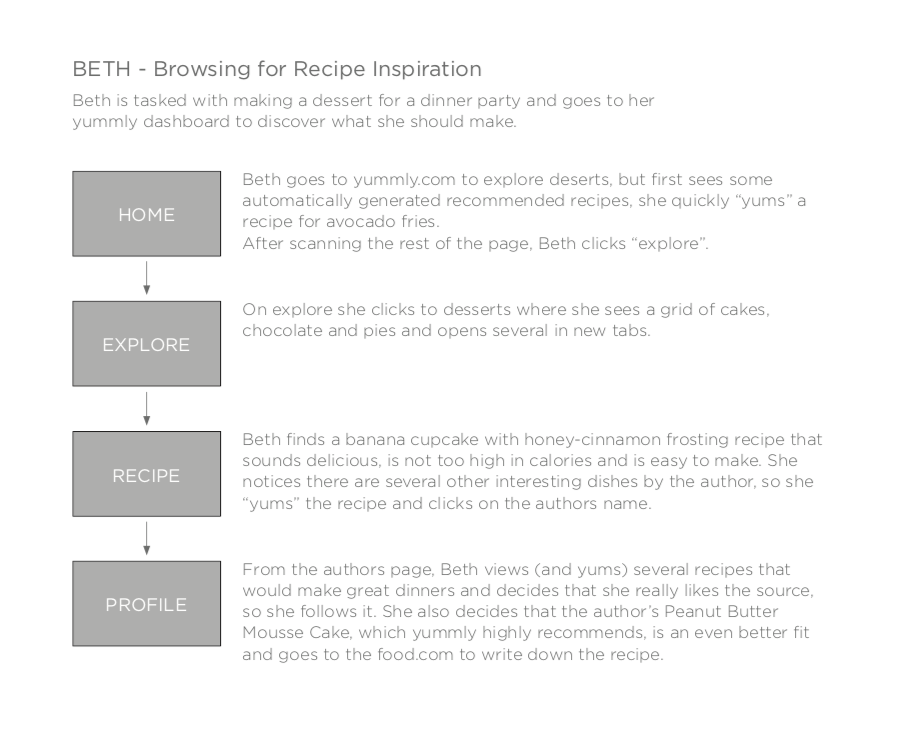 BETH - Browsing for Recipe Inspiration
Beth is tasked with making a dessert for a dinner party and goes to her
yummly dashboard to discover what she should make.
HOME
Beth goes to yummly.com to explore deserts, but first sees some
automatically generated recommended recipes, she quickly “yums” a
recipe for avocado fries.
After scanning the rest of the page, Beth clicks “explore”.
EXPLORE
On explore she clicks to desserts where she sees a grid of cakes,
chocolate and pies and opens several in new tabs.
RECIPE
Beth finds a banana cupcake with honey-cinnamon frosting recipe that
sounds delicious, is not too high in calories and is easy to make. She
notices there are several other interesting dishes by the author, so she
“yums” the recipe and clicks on the authors name.
PROFILE
From the authors page, Beth views (and yums) several recipes that
would make great dinners and decides that she really likes the source,
so she follows it. She also decides that the author’s Peanut Butter
Mousse Cake, which yummly highly recommends, is an even better fit
and goes to the food.com to write down the recipe.